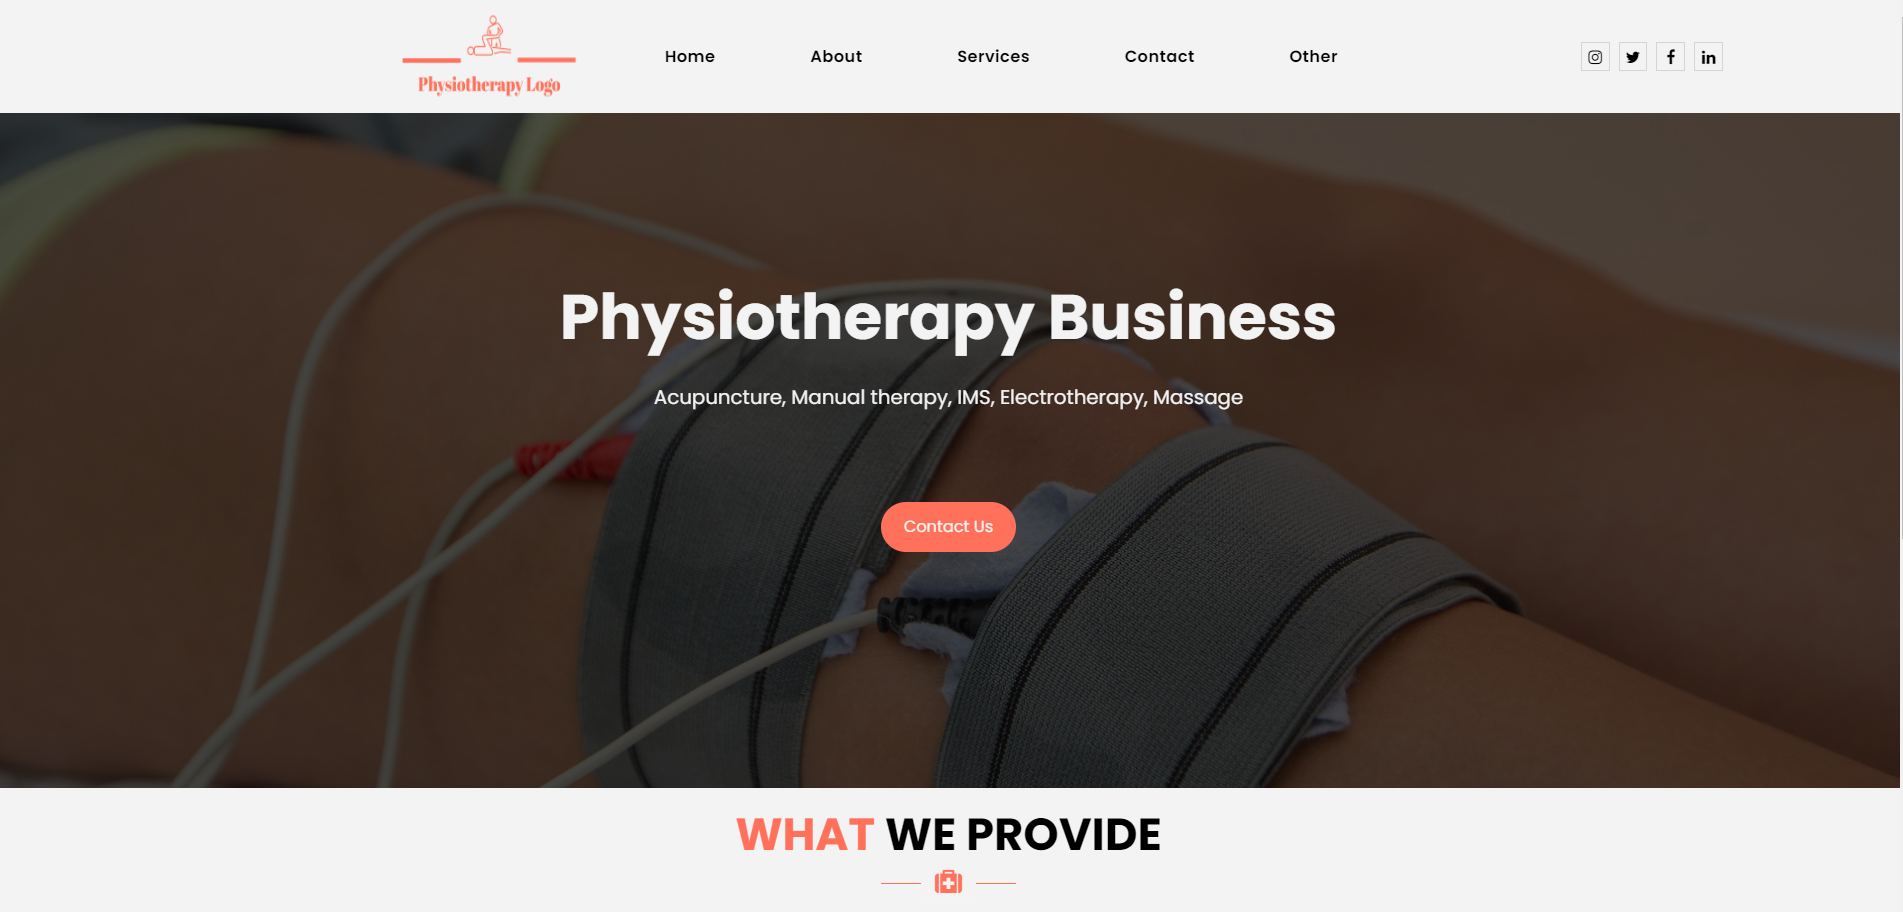 Physiotherapy Logo
Home About Services Contact Other
Physiotherapy Business
Acupuncture, Manual therapy, IMS, Electrotherapy, Massage
Contact Us
WHAT WE PROVIDE